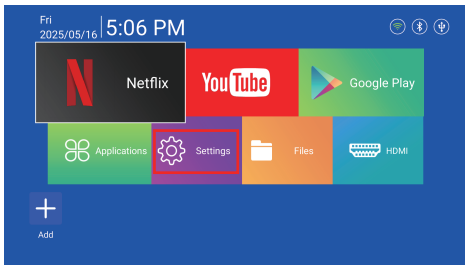 Fri
2025/05/16
5:06 PM
N
Netflix
YouTube
Google Play
Applications
Settings
Files
HDMI
Add